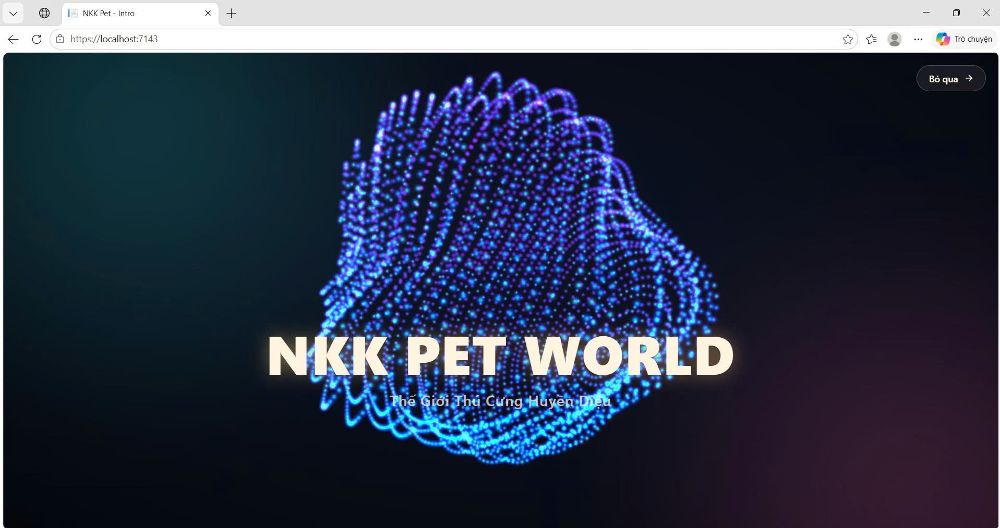 NKK Pet - Intro
https://localhost:7143
Trò chuyện
Bỏ qua
NKK PET WORLD
Thế Giới Thú Cưng Huyền Diệu